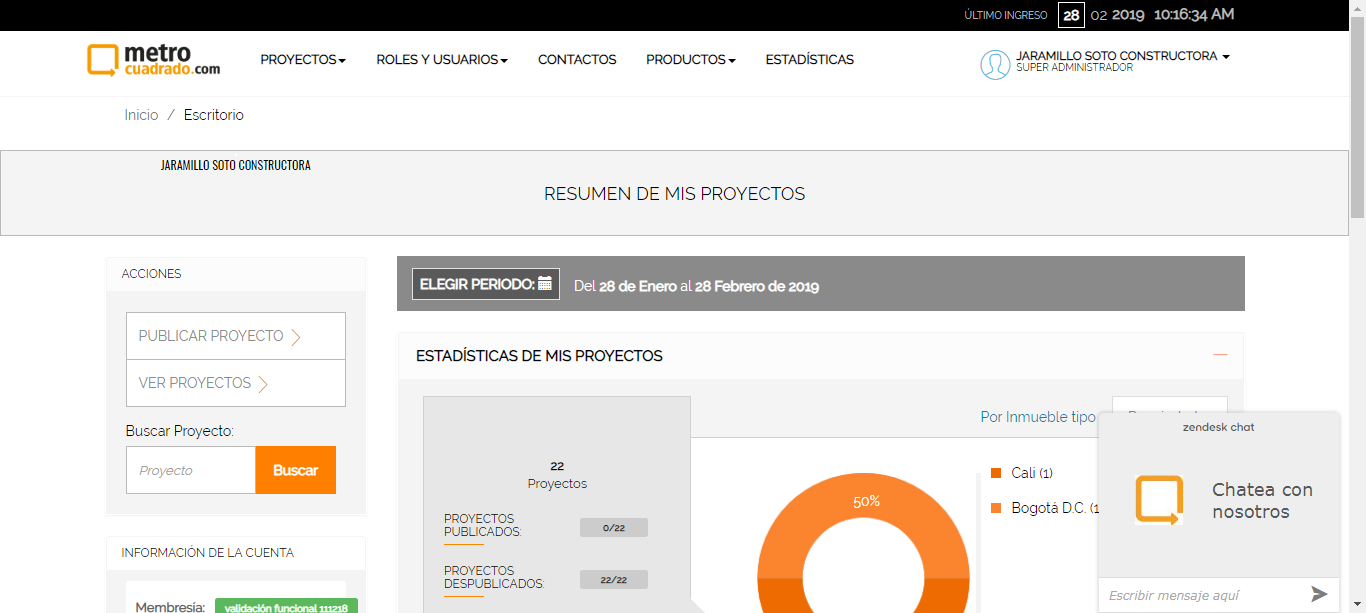 ÚLTIMO INGRESO 28 02 2019 10:16:34 AM
metro
cuadrado.com
PROYECTOS ROLES Y USUARIOS CONTACTOS PRODUCTOS ESTADÍSTICAS
JARAMILLO SOTO CONSTRUCTORA
SUPER ADMINISTRADOR
Inicio / Escritorio
JARAMILLO SOTO CONSTRUCTORA
RESUMEN DE MIS PROYECTOS
ACCIONES
PUBLICAR PROYECTO
VER PROYECTOS
Buscar Proyecto:
Proyecto Buscar
INFORMACIÓN DE LA CUENTA
Membresía: validación funcional 111218
ELEGIR PERIODO: Del 28 de Enero al 28 Febrero de 2019
ESTADÍSTICAS DE MIS PROYECTOS
22
Proyectos
PROYECTOS
PUBLICADOS: 0/22
PROYECTOS
DESPUBLICADOS: 22/22
Por Inmueble tipo
50%
Cali (1)
Bogotá D.C. (1
zendesk chat
Chatea con
nosotros
Escribir mensaje aquí